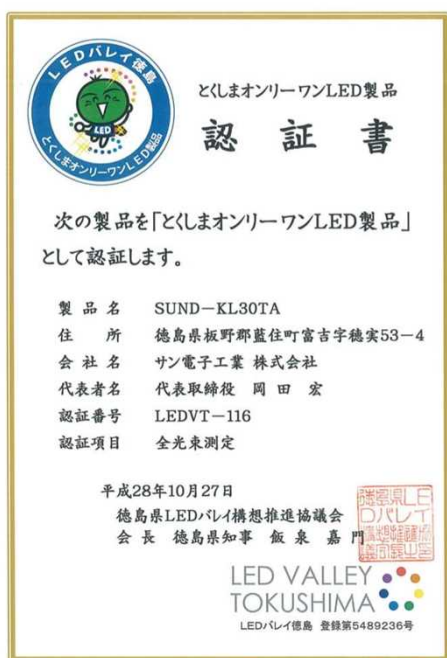 LEDバレイ徳島
LED
とくしまオンリーワンLED製品
とくしまオンリーワンLED製品
認証書
次の製品を「とくしまオンリーワンLED製品」
として認証します。
製品名 SUND-KL30TA
住所 徳島県板野郡藍住町富吉字穂実53-4
会社名 サン電子工業 株式会社
代表者名 代表取締役 岡田 宏
認証番号 LEDVT-116
認証項目 全光束測定
平成28年10月27日
徳島県LEDバレイ構想推進協議会
会長 徳島県知事 飯泉嘉門
LED VALLEY
TOKUSHIMA
LEDバレイ徳島 登録第5489236号